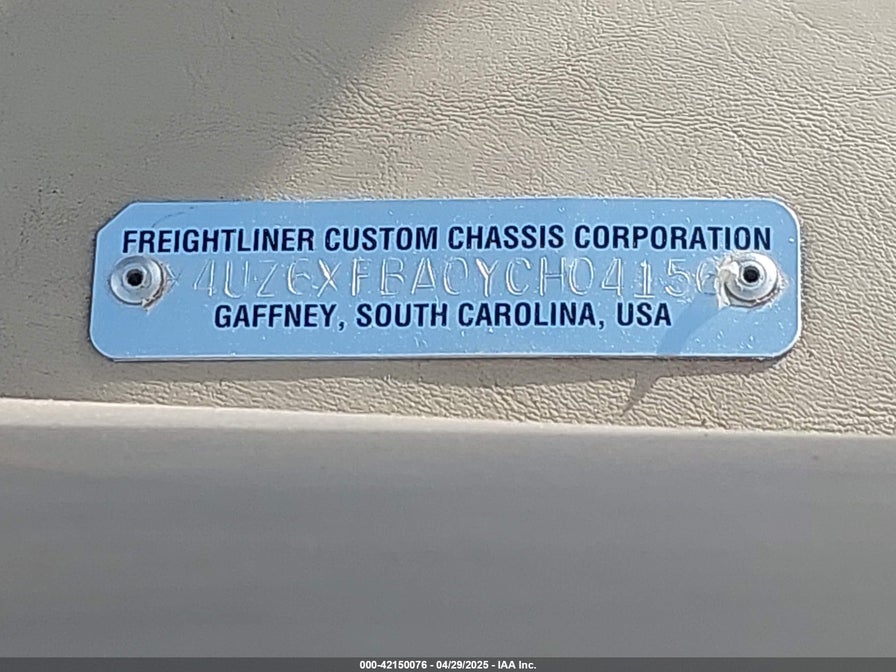 FREIGHTLINER CUSTOM CHASSIS CORPORATION
4UZ6XFBA0YCH04156
GAFFNEY, SOUTH CAROLINA, USA
000-42150076 - 04/29/2025 - IAA Inc.